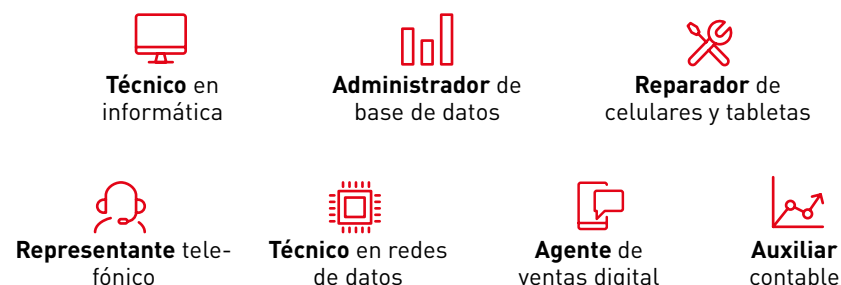 Técnico en
informática
Administrador de
base de datos
Reparador de
celulares y tabletas
Representante tele-
fónico
Técnico en redes
de datos
Agente de
ventas digital
Auxiliar
contable